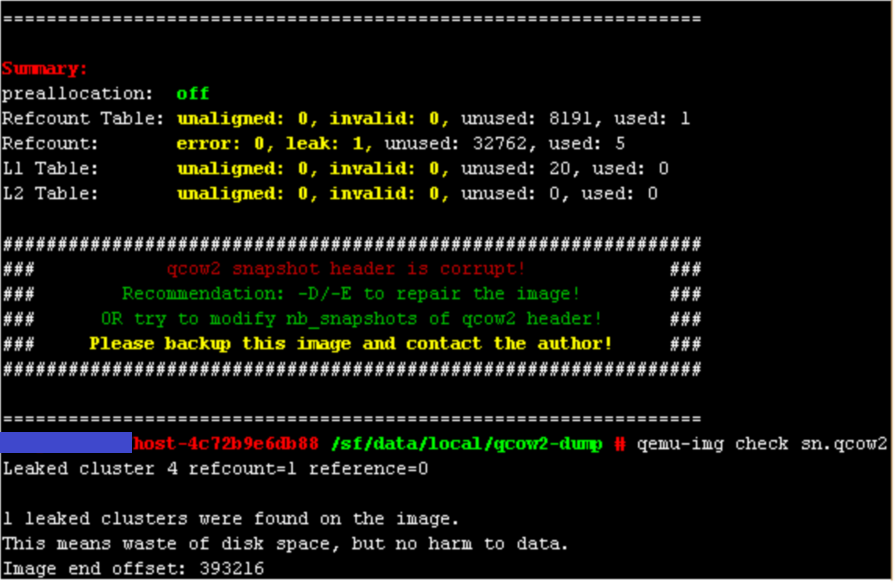 ================================================================
Summary:
preallocation: off
Refcount Table: unaligned: 0, invalid: 0, unused: 8191, used: 1
Refcount: error: 0, leak: 1, unused: 32762, used: 5
L1 Table: unaligned: 0, invalid: 0, unused: 20, used: 0
L2 Table: unaligned: 0, invalid: 0, unused: 0, used: 0
################################################################
### qcow2 snapshot header is corrupt! ###
### Recommendation: -D/-E to repair the image! ###
### OR try to modify nb_snapshots of qcow2 header! ###
### Please backup this image and contact the author! ###
################################################################
================================================================
host-4c72b9e6db88 /sf/data/local/qcow2-dump # qemu-img check sn.qcow2
Leaked cluster 4 refcount=1 reference=0
1 leaked clusters were found on the image.
This means waste of disk space, but no harm to data.
Image end offset: 393216